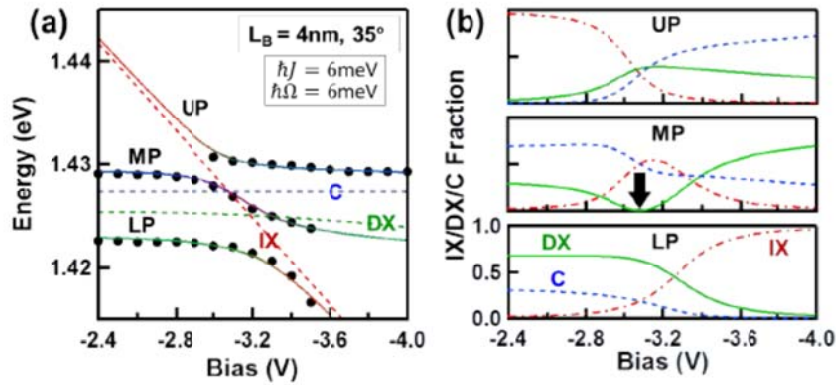 (a)
L_B = 4nm, 35°
ℏJ = 6meV
ℏΩ = 6meV
UP
MP
C
DX
LP
IX
1.44
1.43
1.42
Energy (eV)
-2.4 -2.8 -3.2 -3.6 -4.0
Bias (V)
(b)
UP
MP
LP
DX
IX
C
1.0
0.5
0.0
IX/DX/C Fraction
-2.4 -2.8 -3.2 -3.6 -4.0
Bias (V)